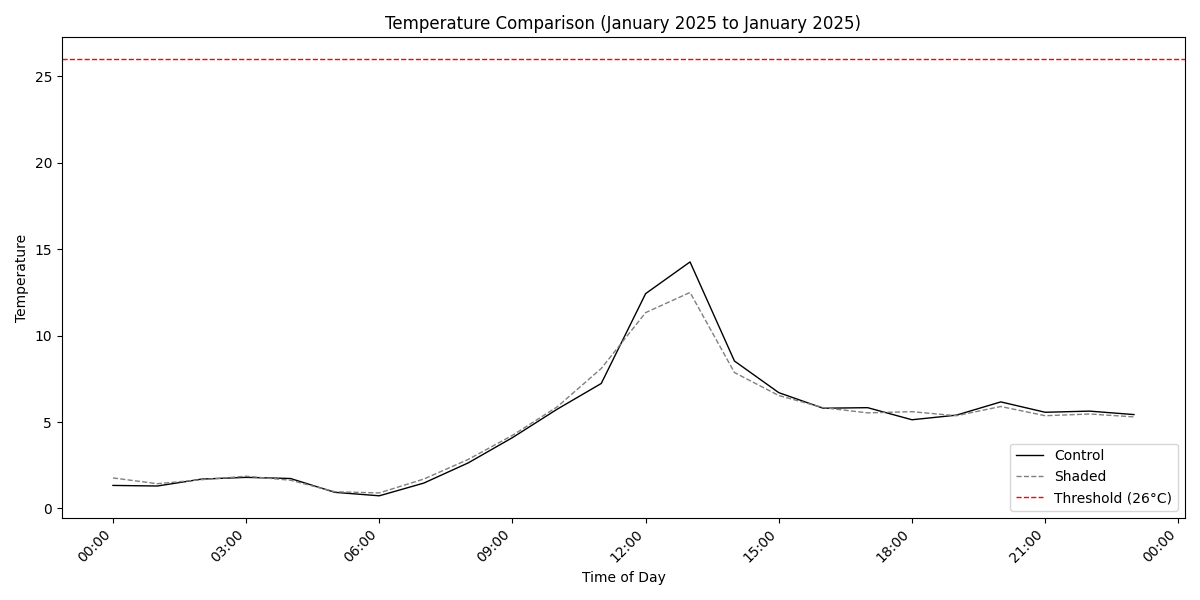 Temperature Comparison (January 2025 to January 2025)
25
20
15
10
5
0
Temperature
Control
Shaded
Threshold (26°C)
00:00
03:00
06:00
09:00
12:00
15:00
18:00
21:00
00:00
Time of Day